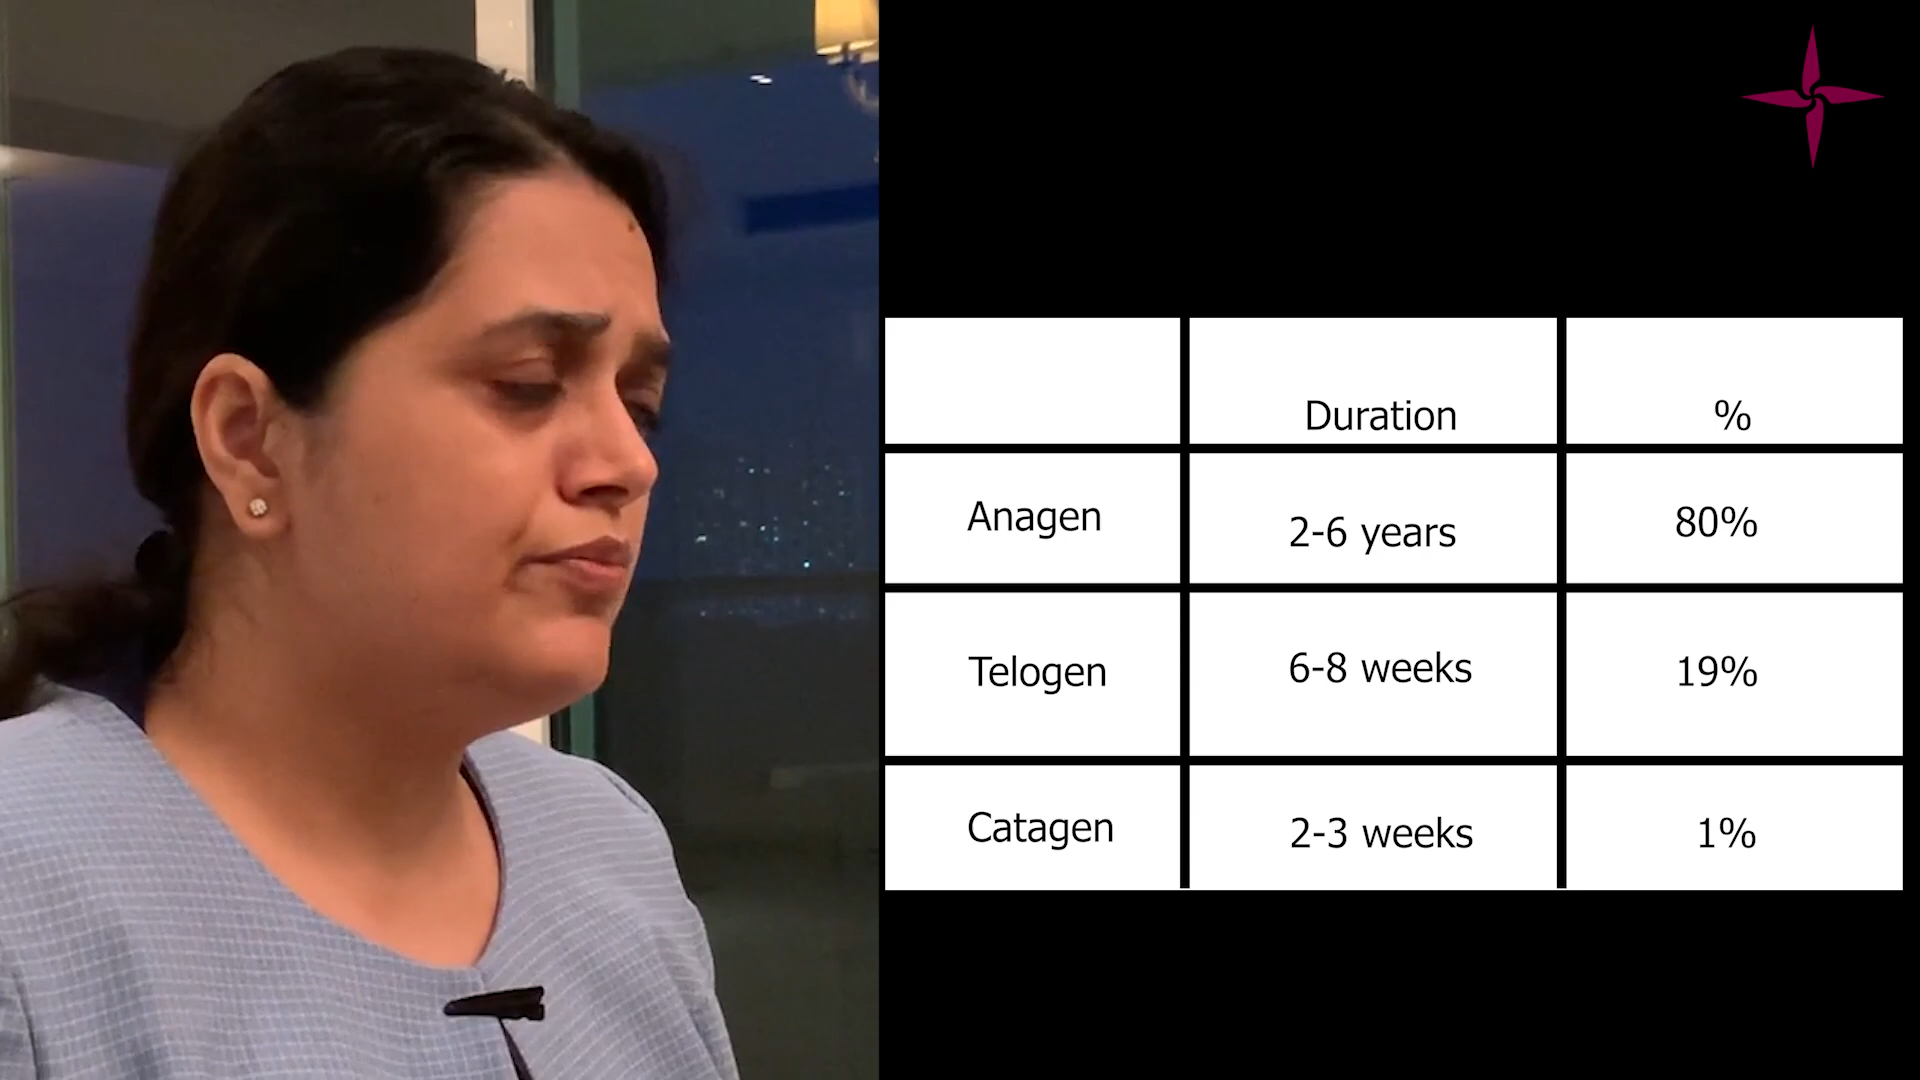 Duration %
Anagen 2-6 years 80%
Telogen 6-8 weeks 19%
Catagen 2-3 weeks 1%